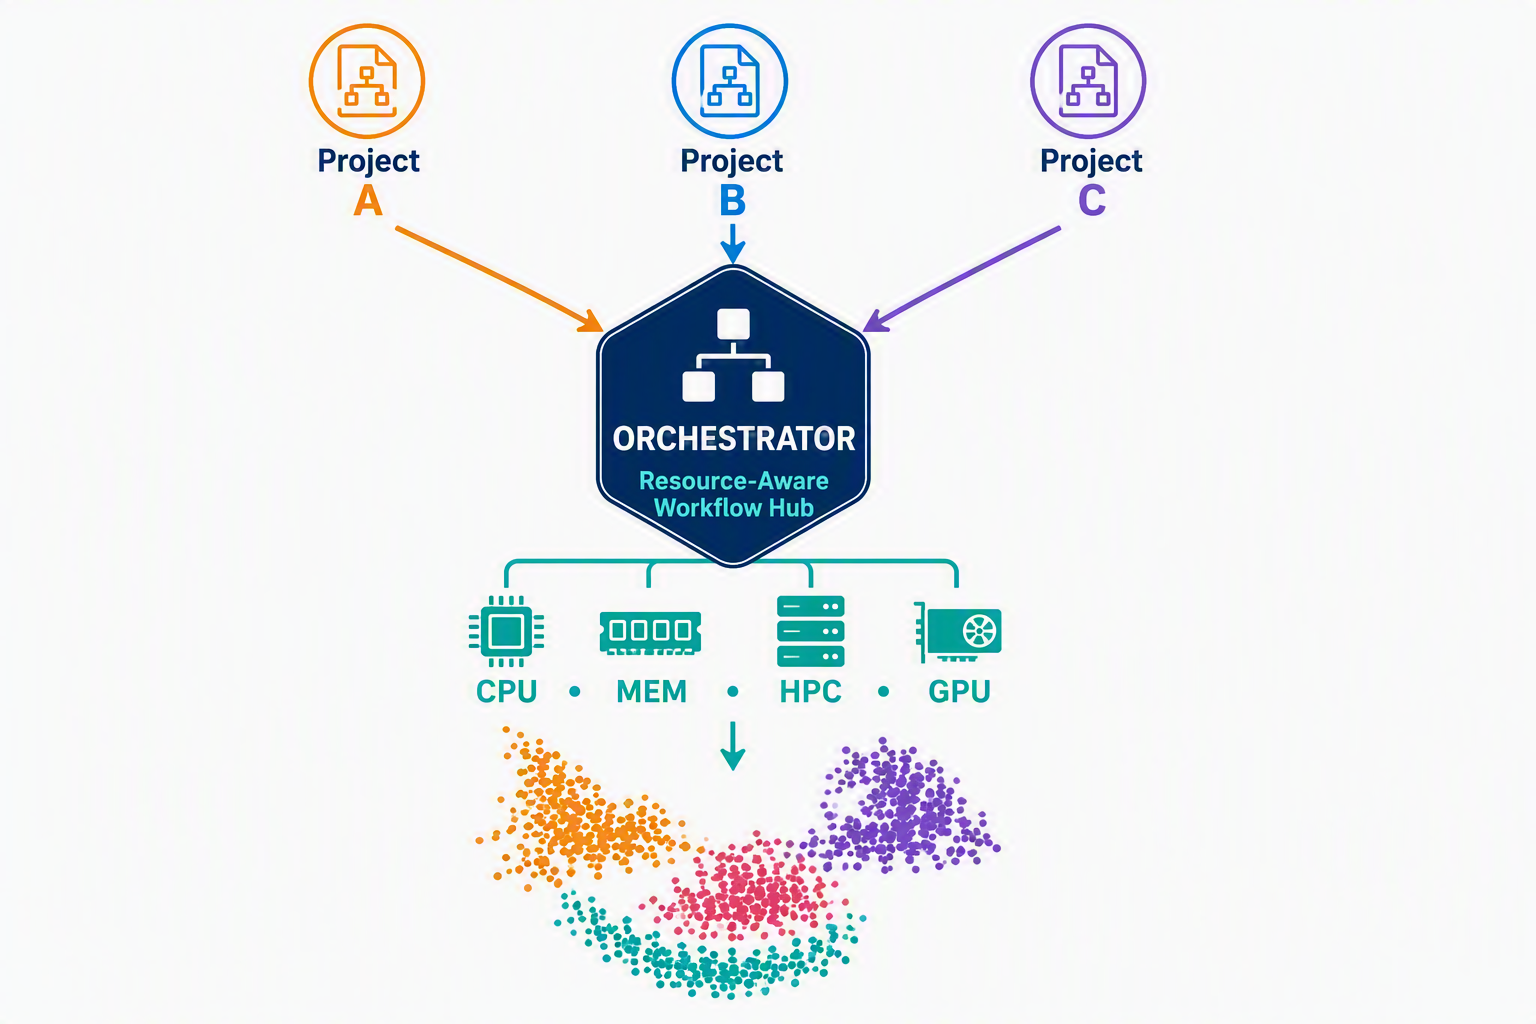 Project
A
Project
B
Project
C
ORCHESTRATOR
Resource-Aware
Workflow Hub
CPU • MEM • HPC • GPU